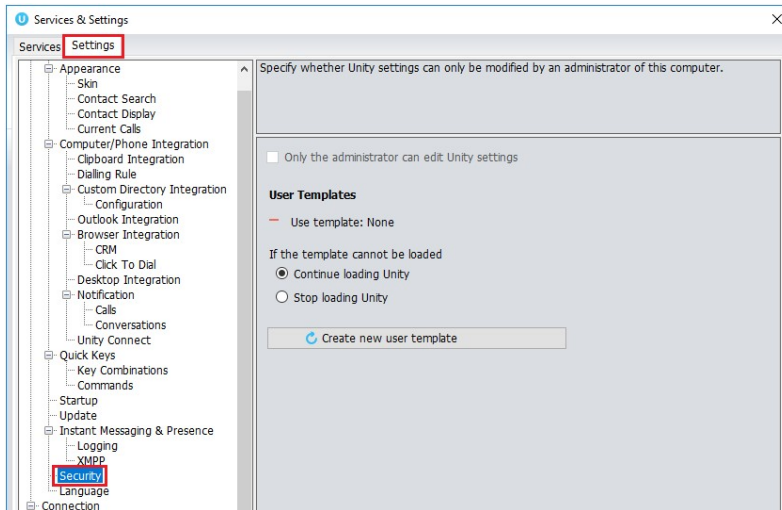 Services & Settings
Services Settings
Appearance
Skin
Contact Search
Contact Display
Current Calls
Computer/Phone Integration
Clipboard Integration
Dialling Rule
Custom Directory Integration
Configuration
Outlook Integration
Browser Integration
CRM
Click To Dial
Desktop Integration
Notification
Calls
Conversations
Unity Connect
Quick Keys
Key Combinations
Commands
Startup
Update
Instant Messaging & Presence
Logging
XMPP
Security
Language
Connection
Specify whether Unity settings can only be modified by an administrator of this computer.
Only the administrator can edit Unity settings
User Templates
Use template: None
If the template cannot be loaded
Continue loading Unity
Stop loading Unity
Create new user template